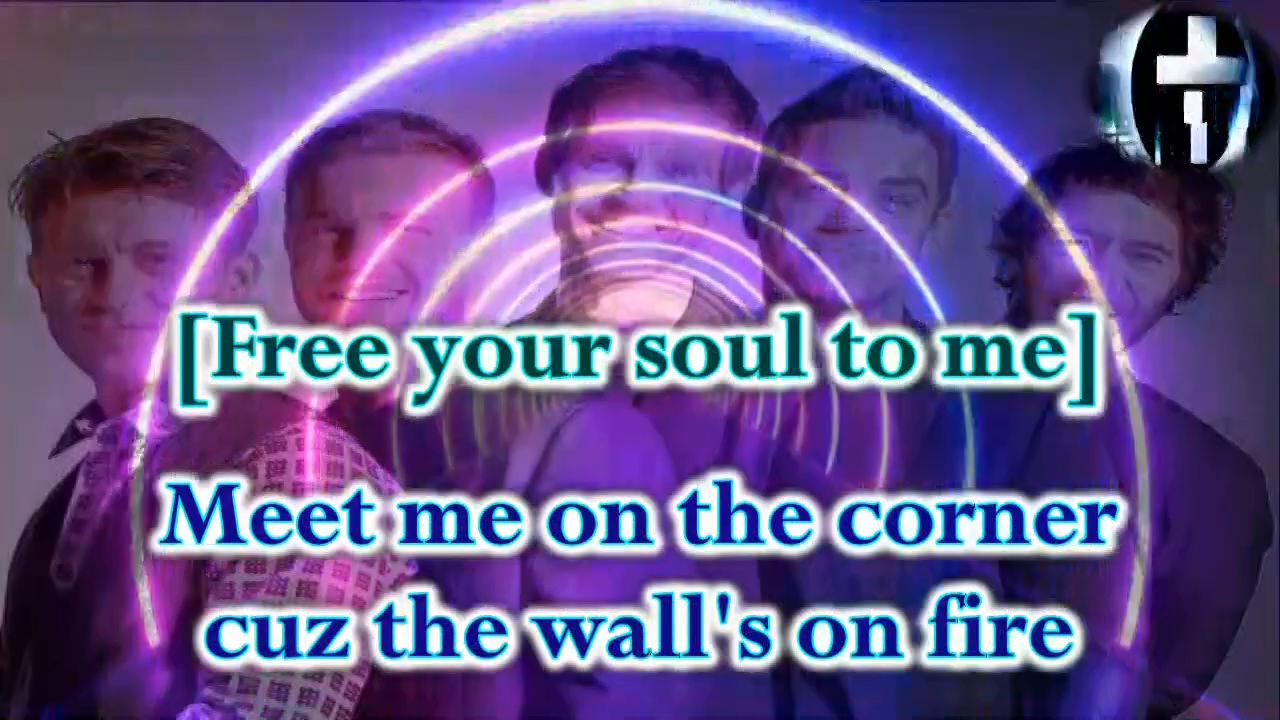 [Free your soul to me]
Meet me on the corner
cuz the wall's on fire